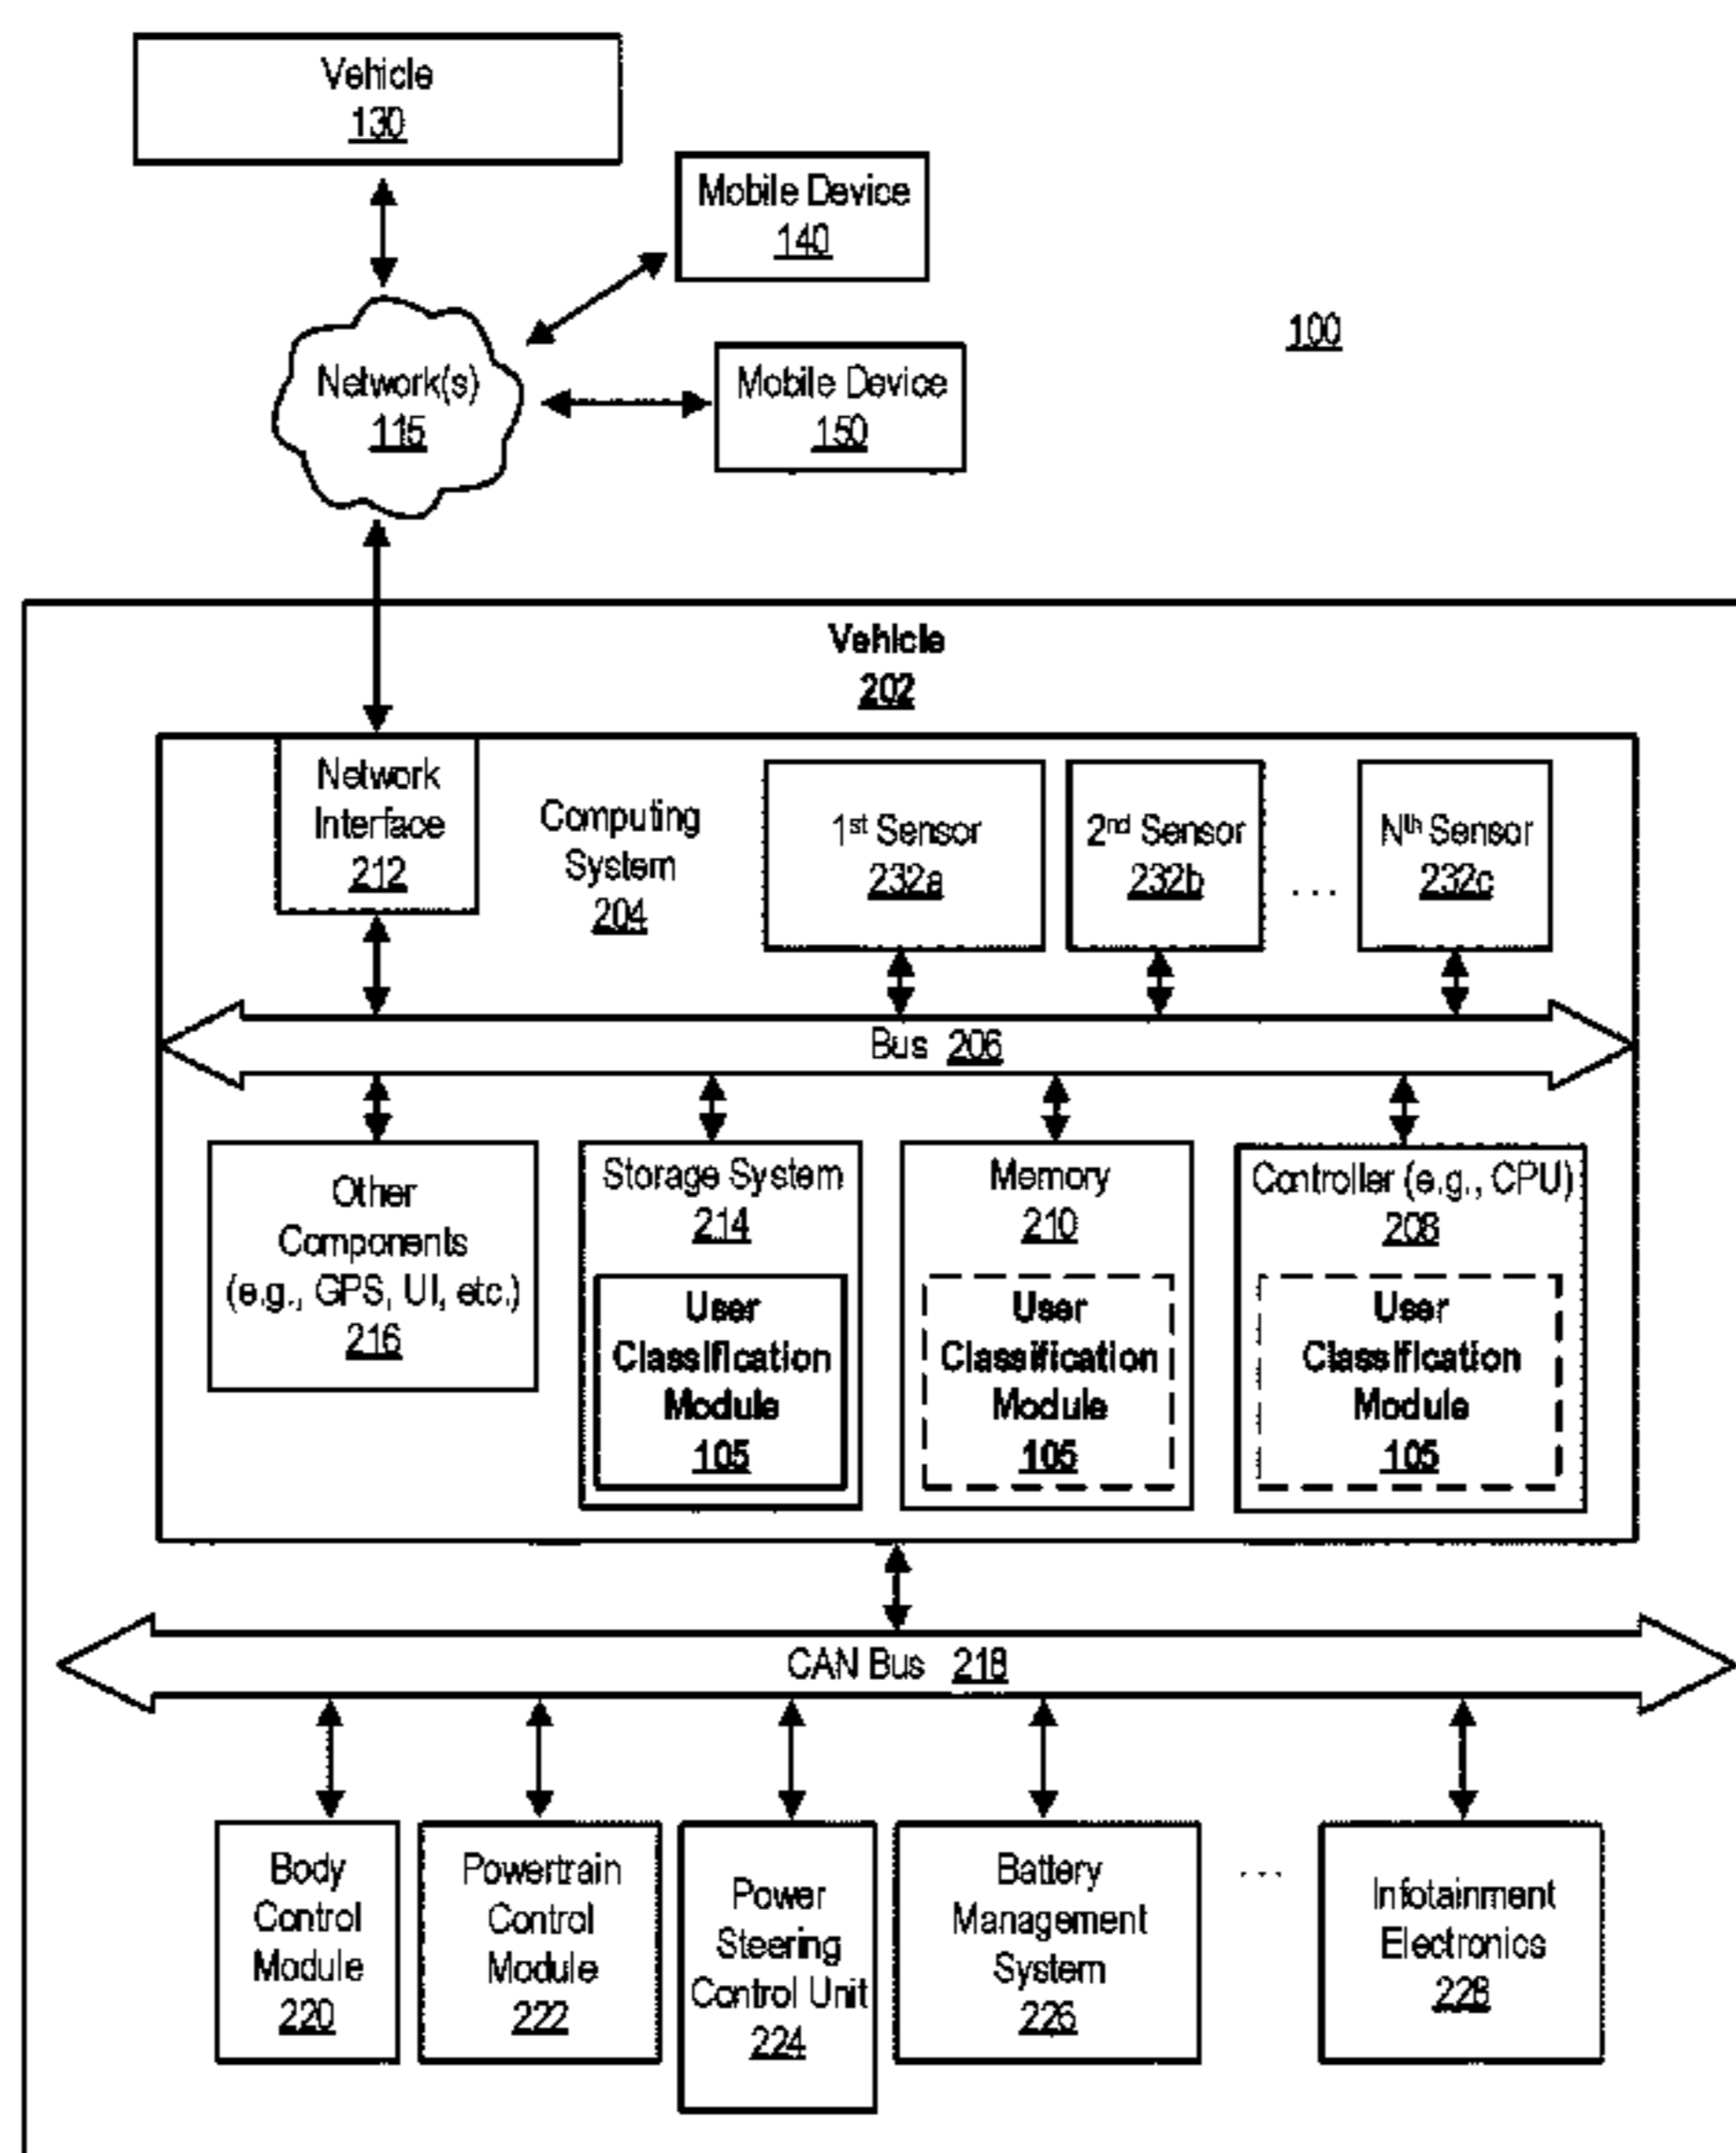 Vehicle
130
Mobile Device
140
100
Network(s)
115
Mobile Device
150
Vehicle
202
Network
Interface
212
Computing
System
204
1st Sensor
232a
2nd Sensor
232b
. . .
Nth Sensor
232c
Bus 206
Other
Components
(e.g., GPS, UI, etc.)
216
Storage System
214
User
Classification
Module
105
Memory
210
User
Classification
Module
105
Controller (e.g., CPU)
208
User
Classification
Module
105
CAN Bus 218
Body
Control
Module
220
Powertrain
Control
Module
222
Power
Steering
Control Unit
224
Battery
Management
System
226
. . .
Infotainment
Electronics
228